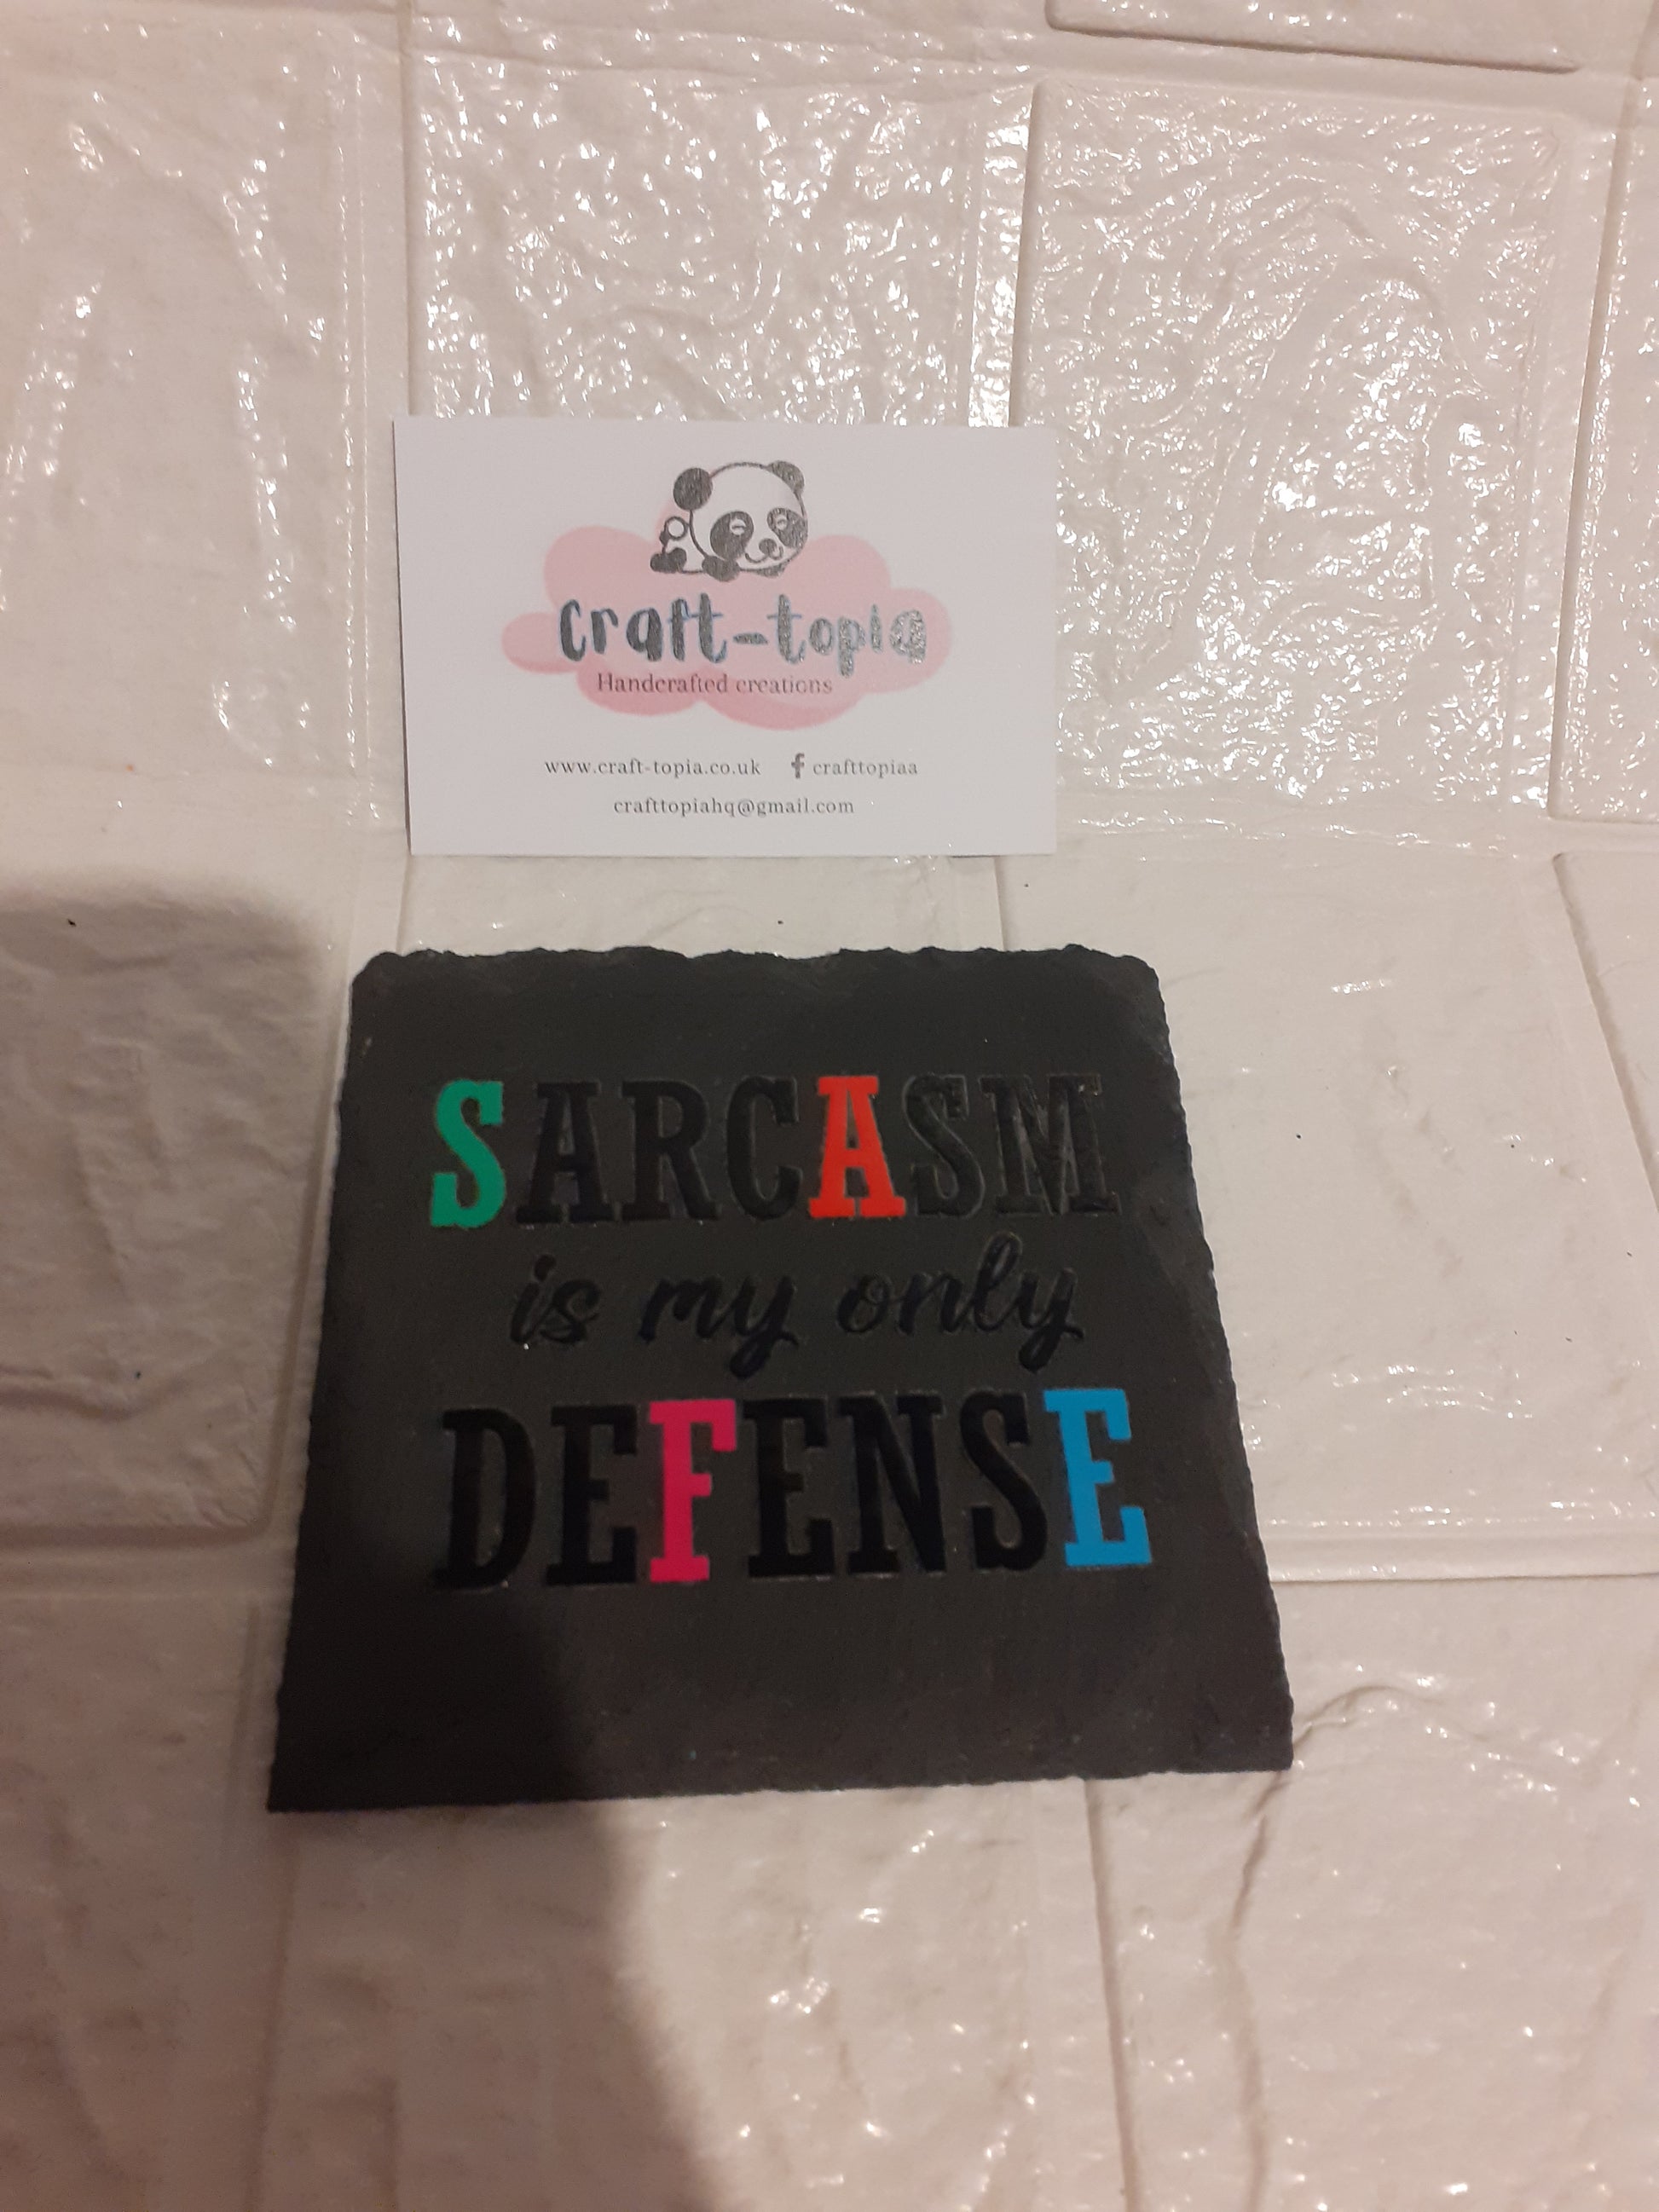 Craft-topia
Handcrafted creations
www.craft-topia.co.uk f crafttopiaa
crafttopiahq@gmail.com
SARCASM
is my only
DEFENSE